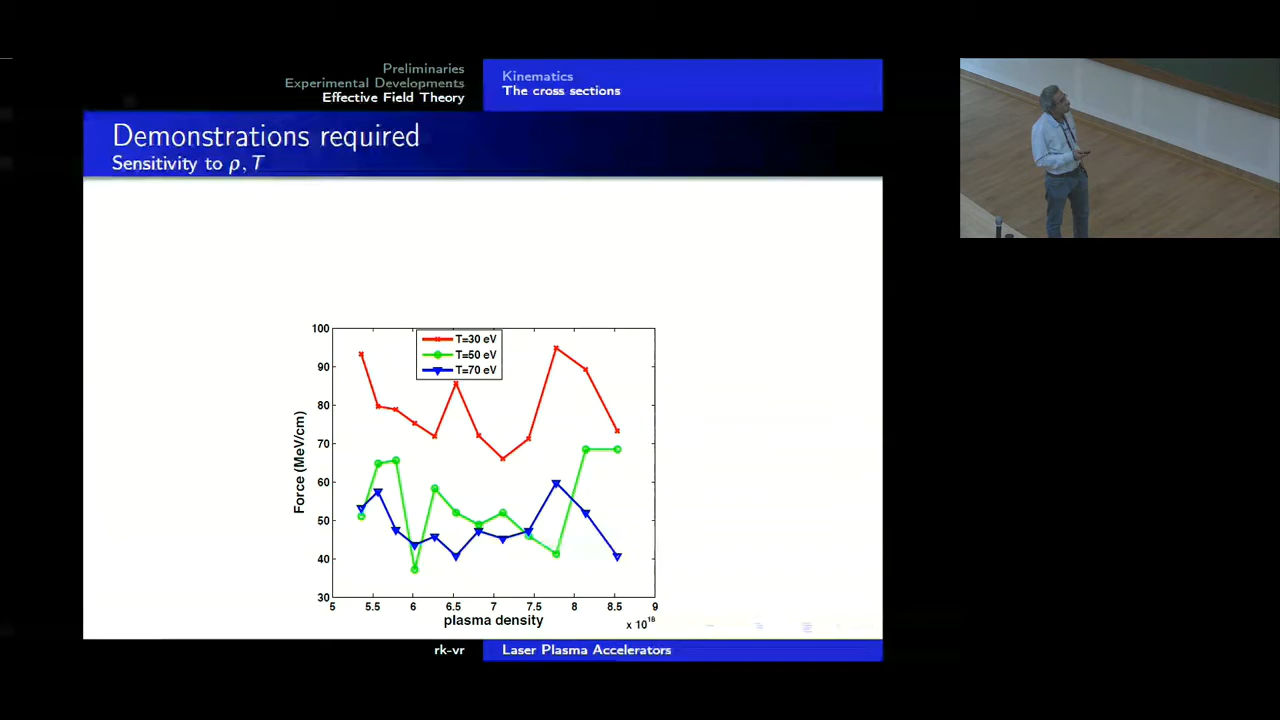 Preliminaries
Experimental Developments
Effective Field Theory
Kinematics
The cross sections
Demonstrations required
Sensitivity to ρ, T
100
90
80
70
60
50
40
30
Force (MeV/cm)
T=30 eV
T=50 eV
T=70 eV
5 5.5 6 6.5 7 7.5 8 8.5 9
plasma density
x 10¹⁸
rk-vr
Laser Plasma Accelerators